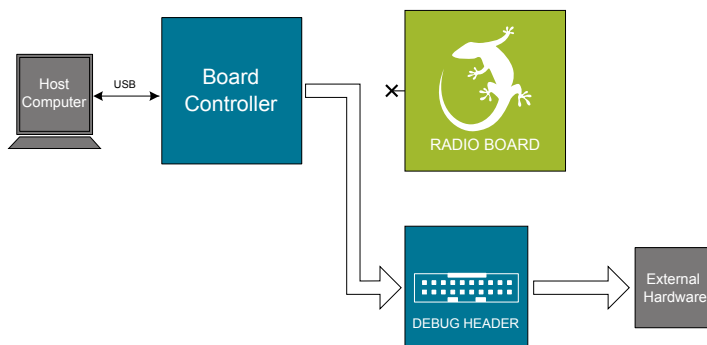 Host
Computer
USB
Board
Controller
RADIO BOARD
DEBUG HEADER
External
Hardware